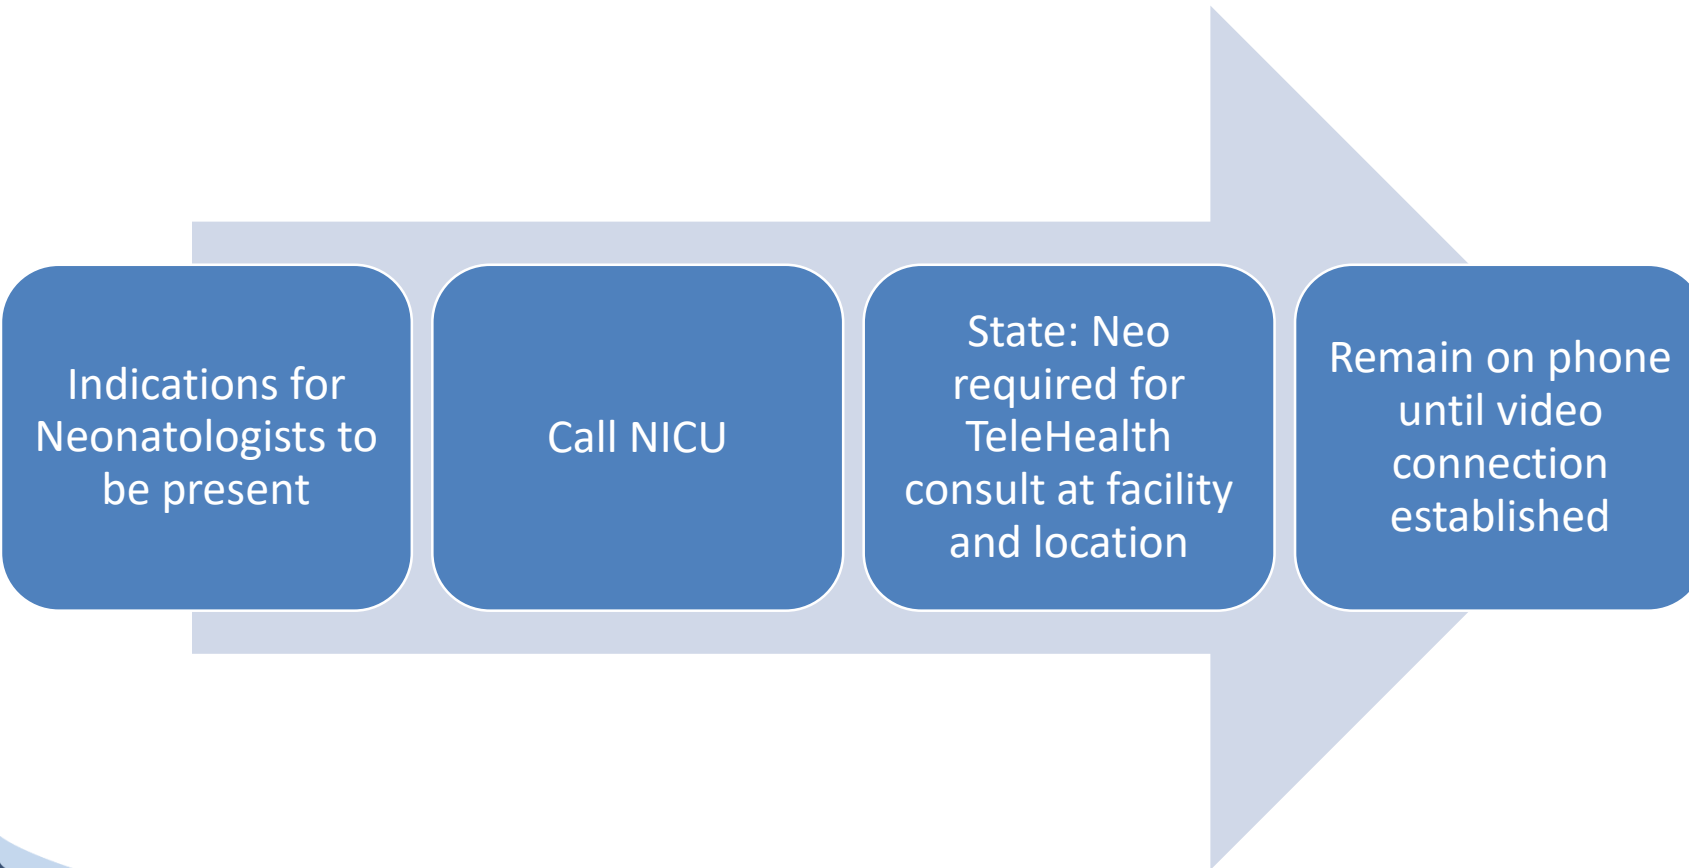 Indications for
Neonatologists to
be present
Call NICU
State: Neo
required for
TeleHealth
consult at facility
and location
Remain on phone
until video
connection
established